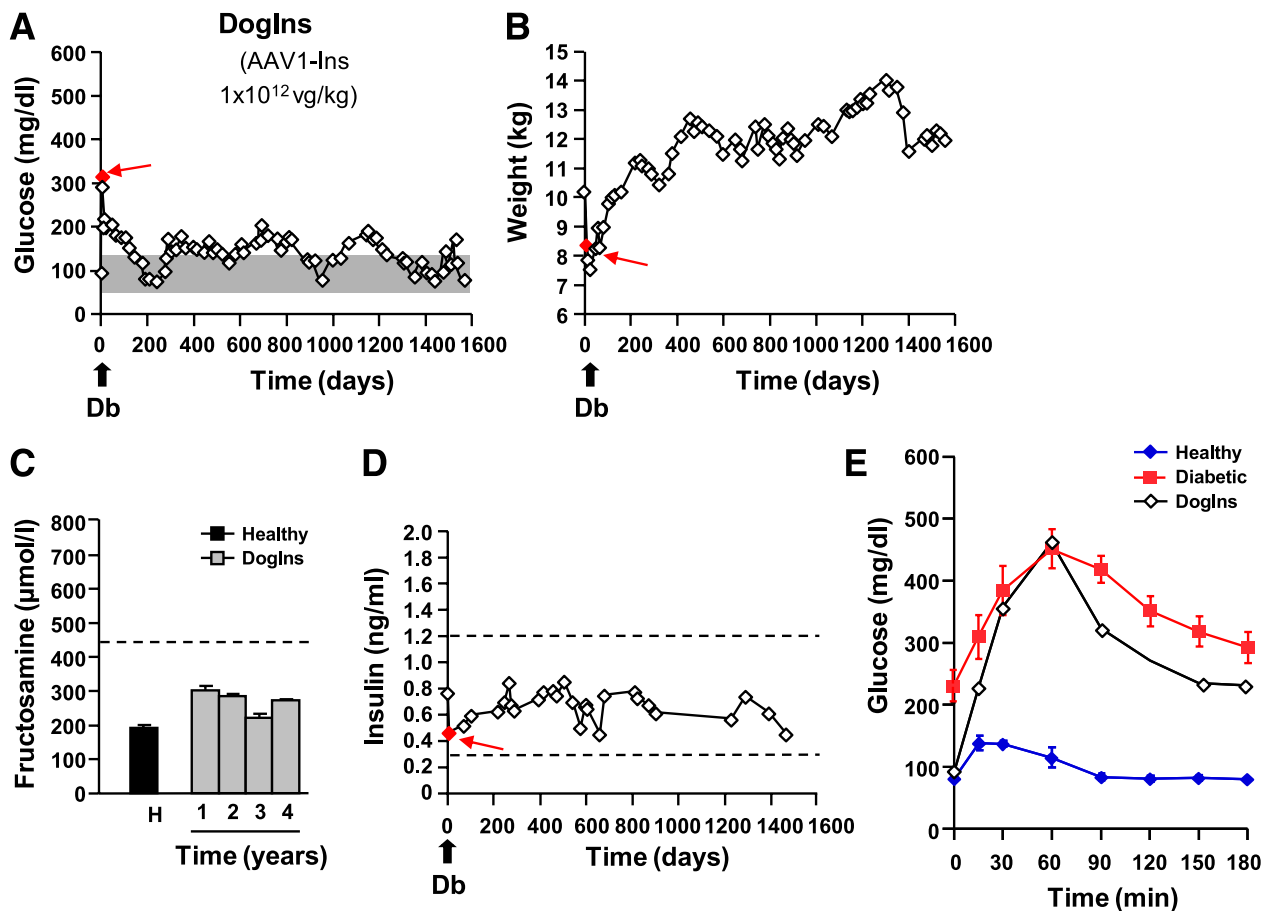 A
DogIns
(AAV1-Ins
1x10¹² vg/kg)
Glucose (mg/dl)
600
500
400
300
200
100
0
0 200 400 600 800 1000 1200 1400 1600
Time (days)
Db
B
Weight (kg)
15
14
13
12
11
10
9
8
7
6
0 200 400 600 800 1000 1200 1400 1600
Time (days)
Db
C
Healthy
DogIns
Fructosamine (µmol/l)
800
700
600
500
400
300
200
100
0
H 1 2 3 4
Time (years)
D
Insulin (ng/ml)
2.0
1.8
1.6
1.4
1.2
1.0
0.8
0.6
0.4
0.2
0
0 200 400 600 800 1000 1200 1400 1600
Time (days)
Db
E
Healthy
Diabetic
DogIns
Glucose (mg/dl)
600
500
400
300
200
100
0
0 30 60 90 120 150 180
Time (min)